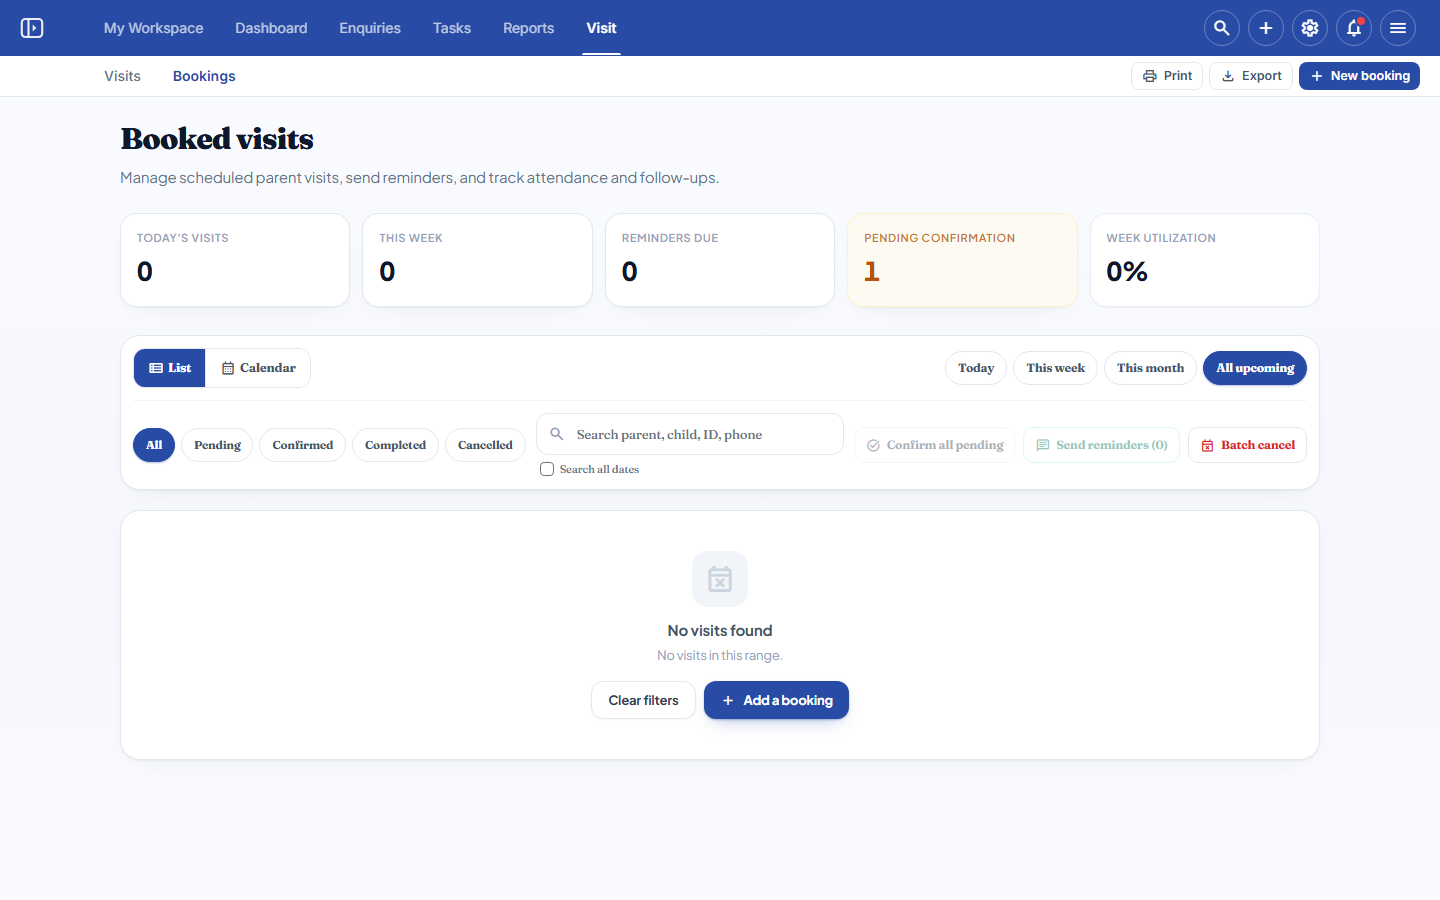 My Workspace Dashboard Enquiries Tasks Reports Visit
Visits Bookings Print Export New booking
Booked visits
Manage scheduled parent visits, send reminders, and track attendance and follow-ups.
TODAY'S VISITS THIS WEEK REMINDERS DUE PENDING CONFIRMATION WEEK UTILIZATION
0 0 0 1 0%
List Calendar Today This week This month All upcoming
All Pending Confirmed Completed Cancelled Search parent, child, ID, phone Confirm all pending Send reminders (0) Batch cancel
Search all dates
No visits found
No visits in this range.
Clear filters Add a booking